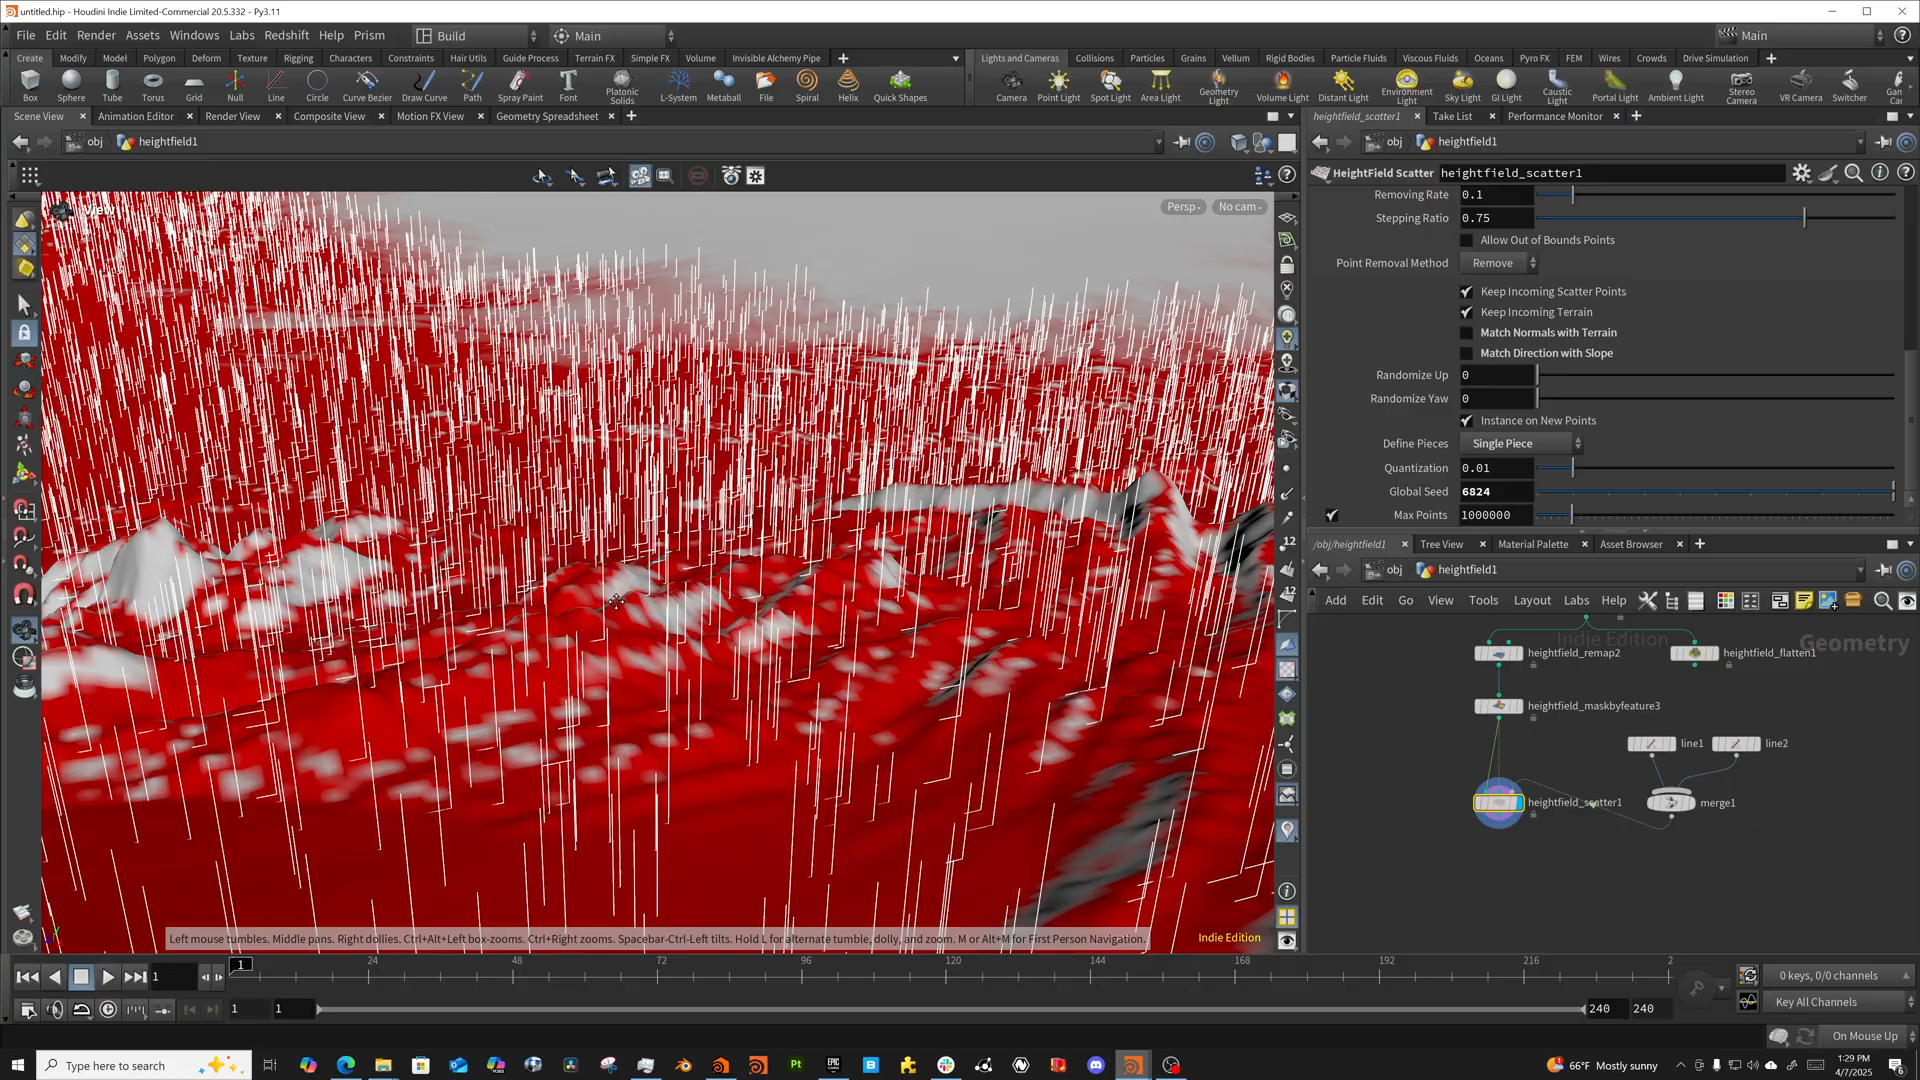 untitled.hip - Houdini Indie Limited-Commercial 20.5.332 - Py3.11
File Edit Render Assets Windows Labs Redshift Help Prism Build Main Main
Create Modify Model Polygon Deform Texture Rigging Characters Constraints Hair Utils Guide Process Terrain FX Simple FX Volume Invisible Alchemy Pipe
Lights and Cameras Collisions Particles Grains Vellum Rigid Bodies Particle Fluids Viscous Fluids Oceans Pyro FX FEM Wires Crowds Drive Simulation
Box Sphere Tube Torus Grid Null Line Circle Curve Bezier Draw Curve Path Spray Paint Font Platonic Solids L-System Metaball File Spiral Helix Quick Shapes
Camera Point Light Spot Light Area Light Geometry Light Volume Light Distant Light Environment Light Sky Light GI Light Caustic Light Portal Light Ambient Light Stereo Camera VR Camera Switcher
Scene View Animation Editor Render View Composite View Motion FX View Geometry Spreadsheet
heightfield_scatter1 Take List Performance Monitor
obj heightfield1
obj heightfield1
HeightField Scatter heightfield_scatter1
View
Persp No cam
Removing Rate 0.1
Stepping Ratio 0.75
Allow Out of Bounds Points
Point Removal Method Remove
Keep Incoming Scatter Points
Keep Incoming Terrain
Match Normals with Terrain
Match Direction with Slope
Randomize Up 0
Randomize Yaw 0
Instance on New Points
Define Pieces Single Piece
Quantization 0.01
Global Seed 6824
Max Points 1000000
12
12
/obj/heightfield1 Tree View Material Palette Asset Browser
obj heightfield1
Add Edit Go View Tools Layout Labs Help
Indie Edition
Geometry
heightfield_remap2
heightfield_flatten1
heightfield_maskbyfeature3
line1
line2
heightfield_scatter1
merge1
Left mouse tumbles. Middle pans. Right dollies. Ctrl+Alt+Left box-zooms. Ctrl+Right zooms. Spacebar-Ctrl-Left tilts. Hold L for alternate tumble, dolly, and zoom. M or Alt+M for First Person Navigation.
Indie Edition
1 1 24 48 72 96 120 144 168 192 216 2
0 keys, 0/0 channels
1 1 240 240
Key All Channels
On Mouse Up
Type here to search
66°F Mostly sunny
1:29 PM
4/7/2025